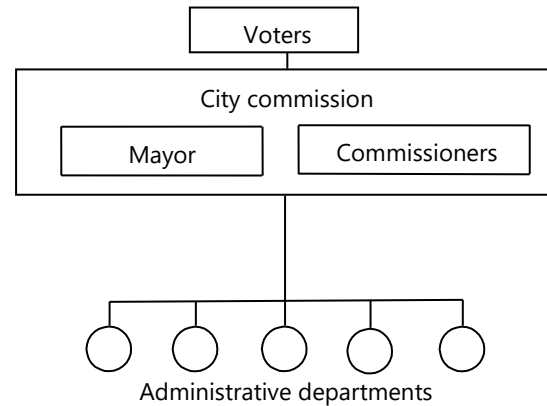 Voters
City commission
Mayor
Commissioners
Administrative departments